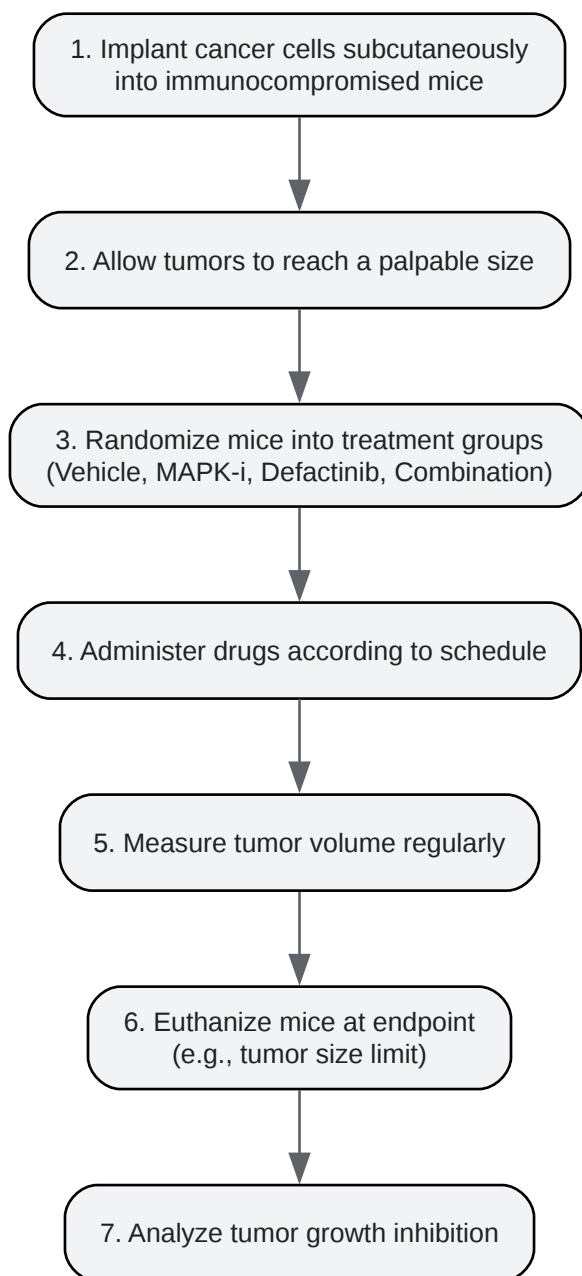 1. Implant cancer cells subcutaneously
into immunocompromised mice
2. Allow tumors to reach a palpable size
3. Randomize mice into treatment groups
(Vehicle, MAPK-i, Defactinib, Combination)
4. Administer drugs according to schedule
5. Measure tumor volume regularly
6. Euthanize mice at endpoint
(e.g., tumor size limit)
7. Analyze tumor growth inhibition